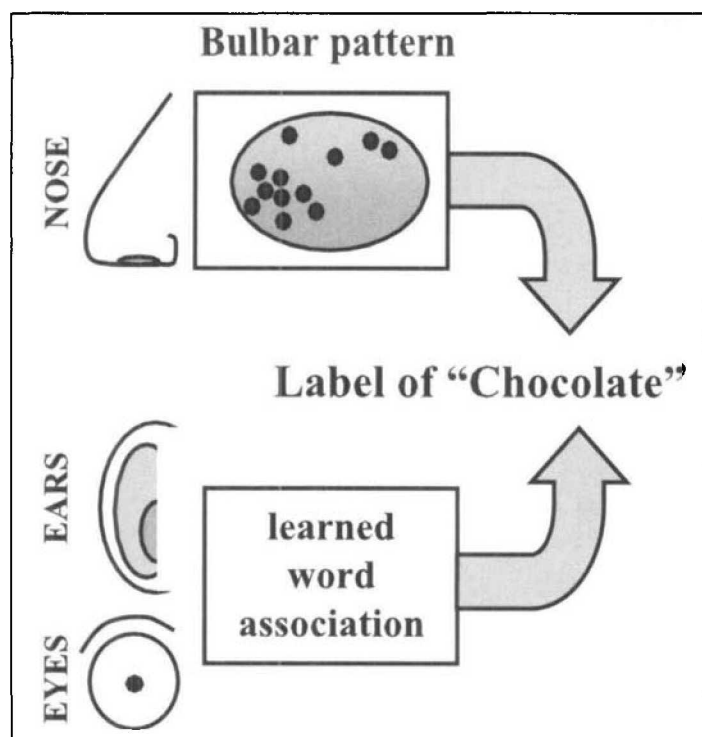 Bulbar pattern
NOSE
Label of “Chocolate”
EARS
learned
word
association
EYES